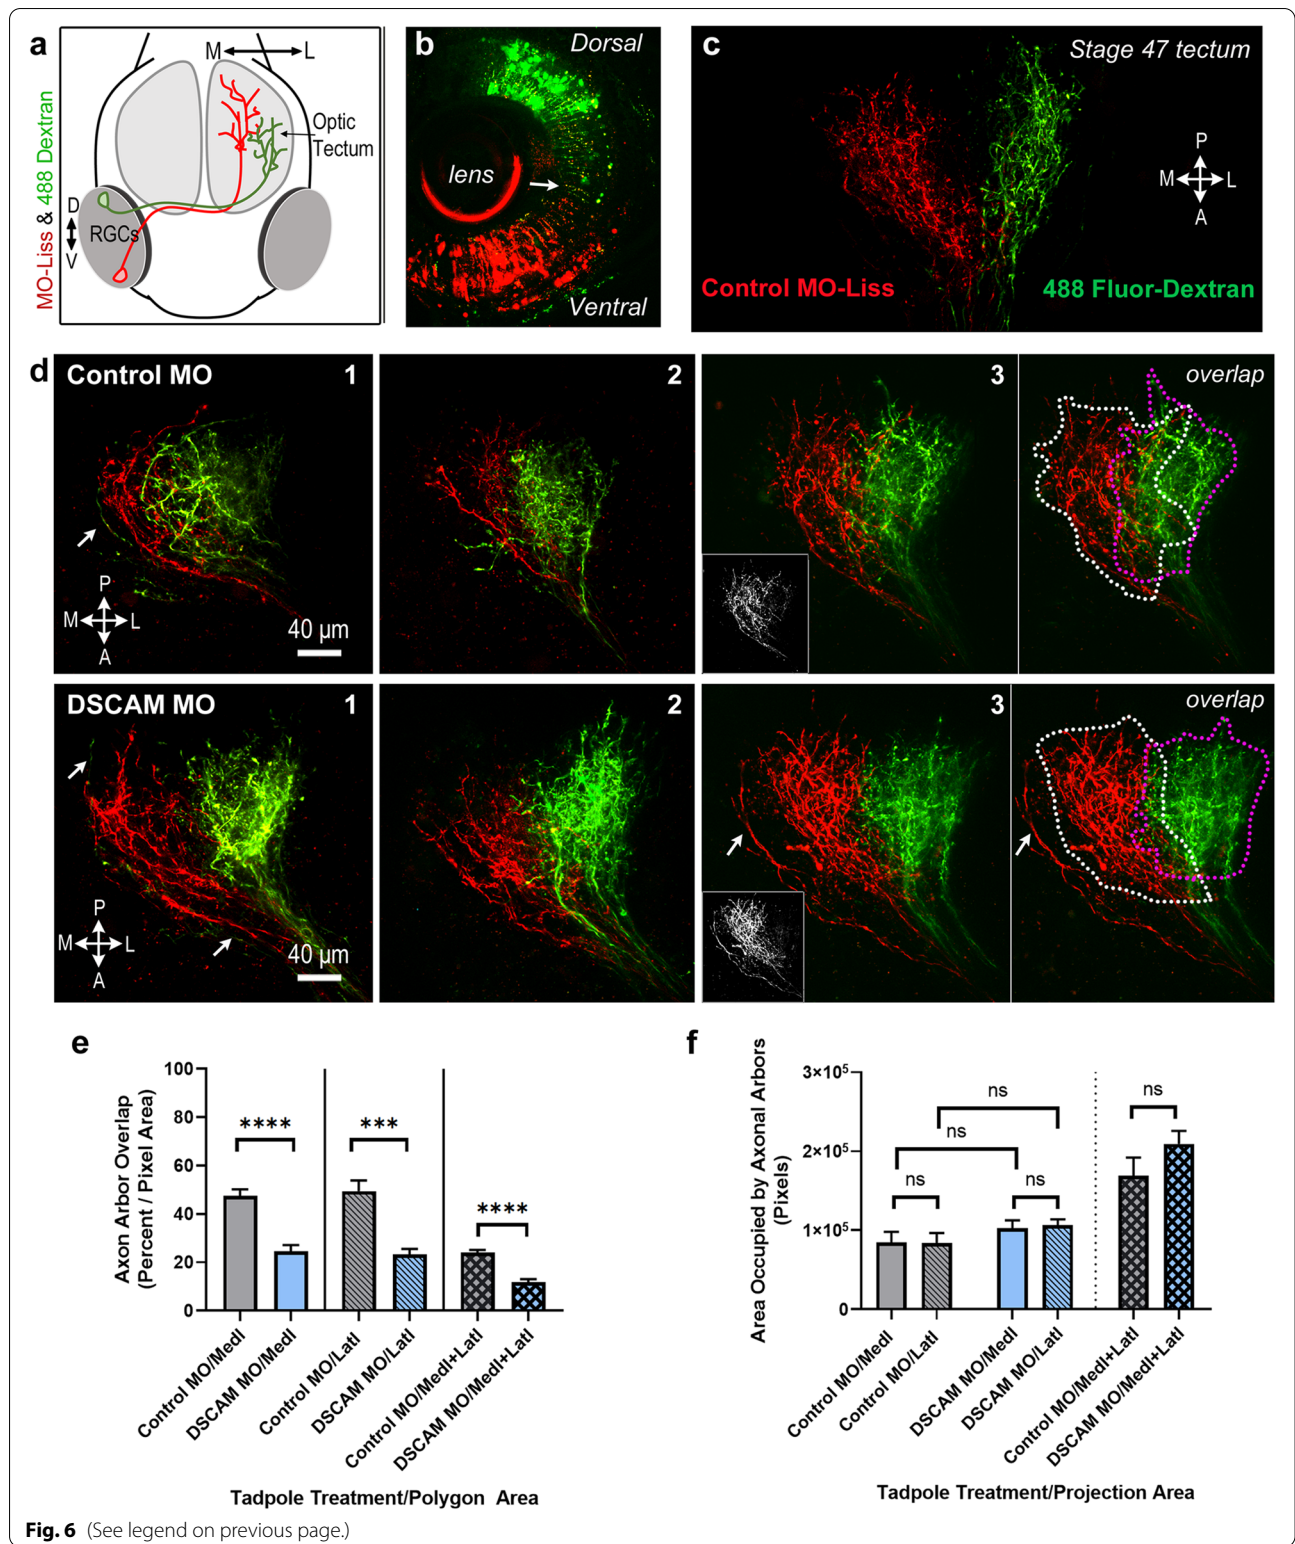 a
M
L
MO-Liss & 488 Dextran
Optic
Tectum
D
V
RGCs
b
Dorsal
lens
Ventral
c
Stage 47 tectum
P
M L
A
Control MO-Liss
488 Fluor-Dextran
d
Control MO 1
P
M L
A
40 µm
2
3
overlap
DSCAM MO 1
P
M L
A
40 µm
2
3
overlap
e
Axon Arbor Overlap
(Percent / Pixel Area)
100
80
60
40
20
0
****
***
****
Control MO/Medl
DSCAM MO/Medl
Control MO/Latl
DSCAM MO/Latl
Control MO/Medl+Latl
DSCAM MO/Medl+Latl
Tadpole Treatment/Polygon Area
f
Area Occupied by Axonal Arbors
(Pixels)
3×10⁵
2×10⁵
1×10⁵
0
ns
ns
ns
ns
ns
Control MO/Medl
Control MO/Latl
DSCAM MO/Medl
DSCAM MO/Latl
Control MO/Medl+Latl
DSCAM MO/Medl+Latl
Tadpole Treatment/Projection Area
Fig. 6 (See legend on previous page.)